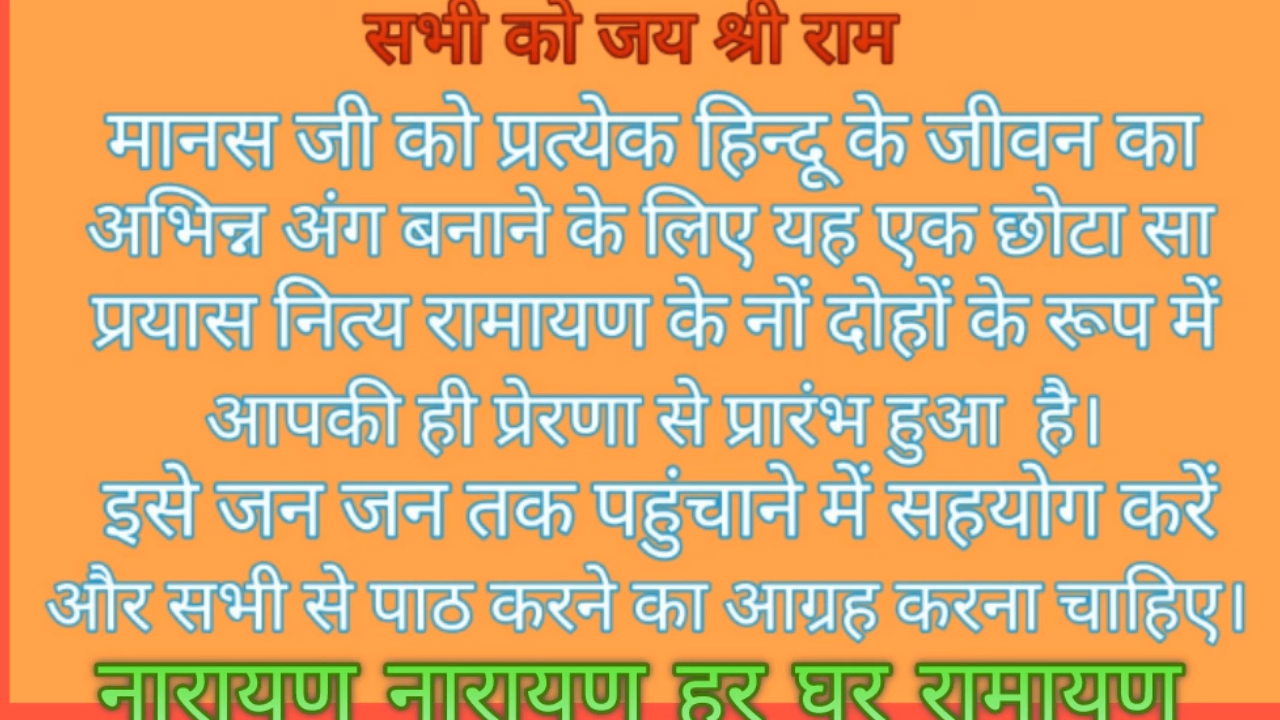 सभी को जय श्री राम
मानस जी को प्रत्येक हिन्दू के जीवन का
अभिन्न अंग बनाने के लिए यह एक छोटा सा
प्रयास नित्य रामायण के नों दोहों के रूप में
आपकी ही प्रेरणा से प्रारंभ हुआ है।
इसे जन जन तक पहुंचाने में सहयोग करें
और सभी से पाठ करने का आग्रह करना चाहिए।
नारायण नारायण हर घर रामायण